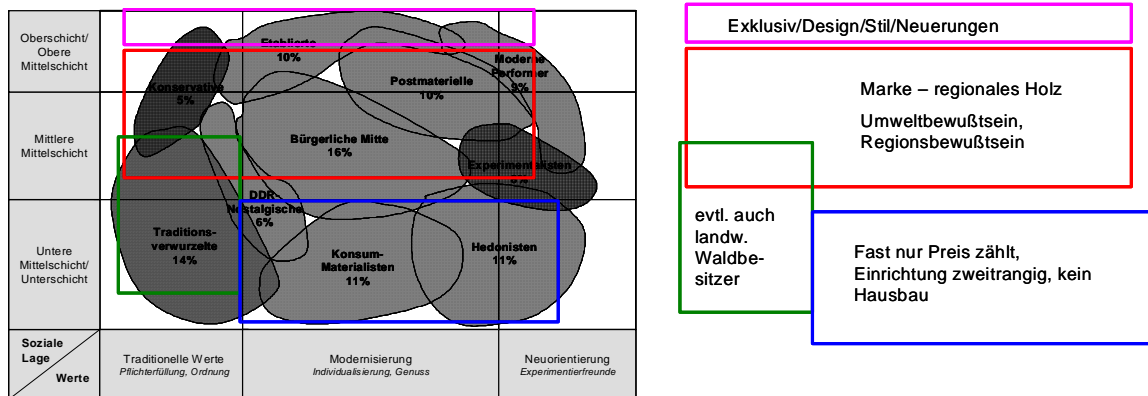 Oberschicht/
Obere
Mittelschicht
Mittlere
Mittelschicht
Untere
Mittelschicht/
Unterschicht
Soziale
Lage
Werte
Traditionelle Werte
Pflichterfüllung, Ordnung
Modernisierung
Individualisierung, Genuss
Neuorientierung
Experimentierfreunde
Etablierte
10%
Konservative
5%
Postmaterielle
10%
Moderne
Performer
9%
Bürgerliche Mitte
16%
Experimentalisten
8%
DDR-
Nostalgische
6%
Traditions-
verwurzelte
14%
Konsum-
Materialisten
11%
Hedonisten
11%
Exklusiv/Design/Stil/Neuerungen
Marke – regionales Holz
Umweltbewußtsein,
Regionsbewußtsein
evtl. auch
landw.
Waldbe-
sitzer
Fast nur Preis zählt,
Einrichtung zweitrangig, kein
Hausbau